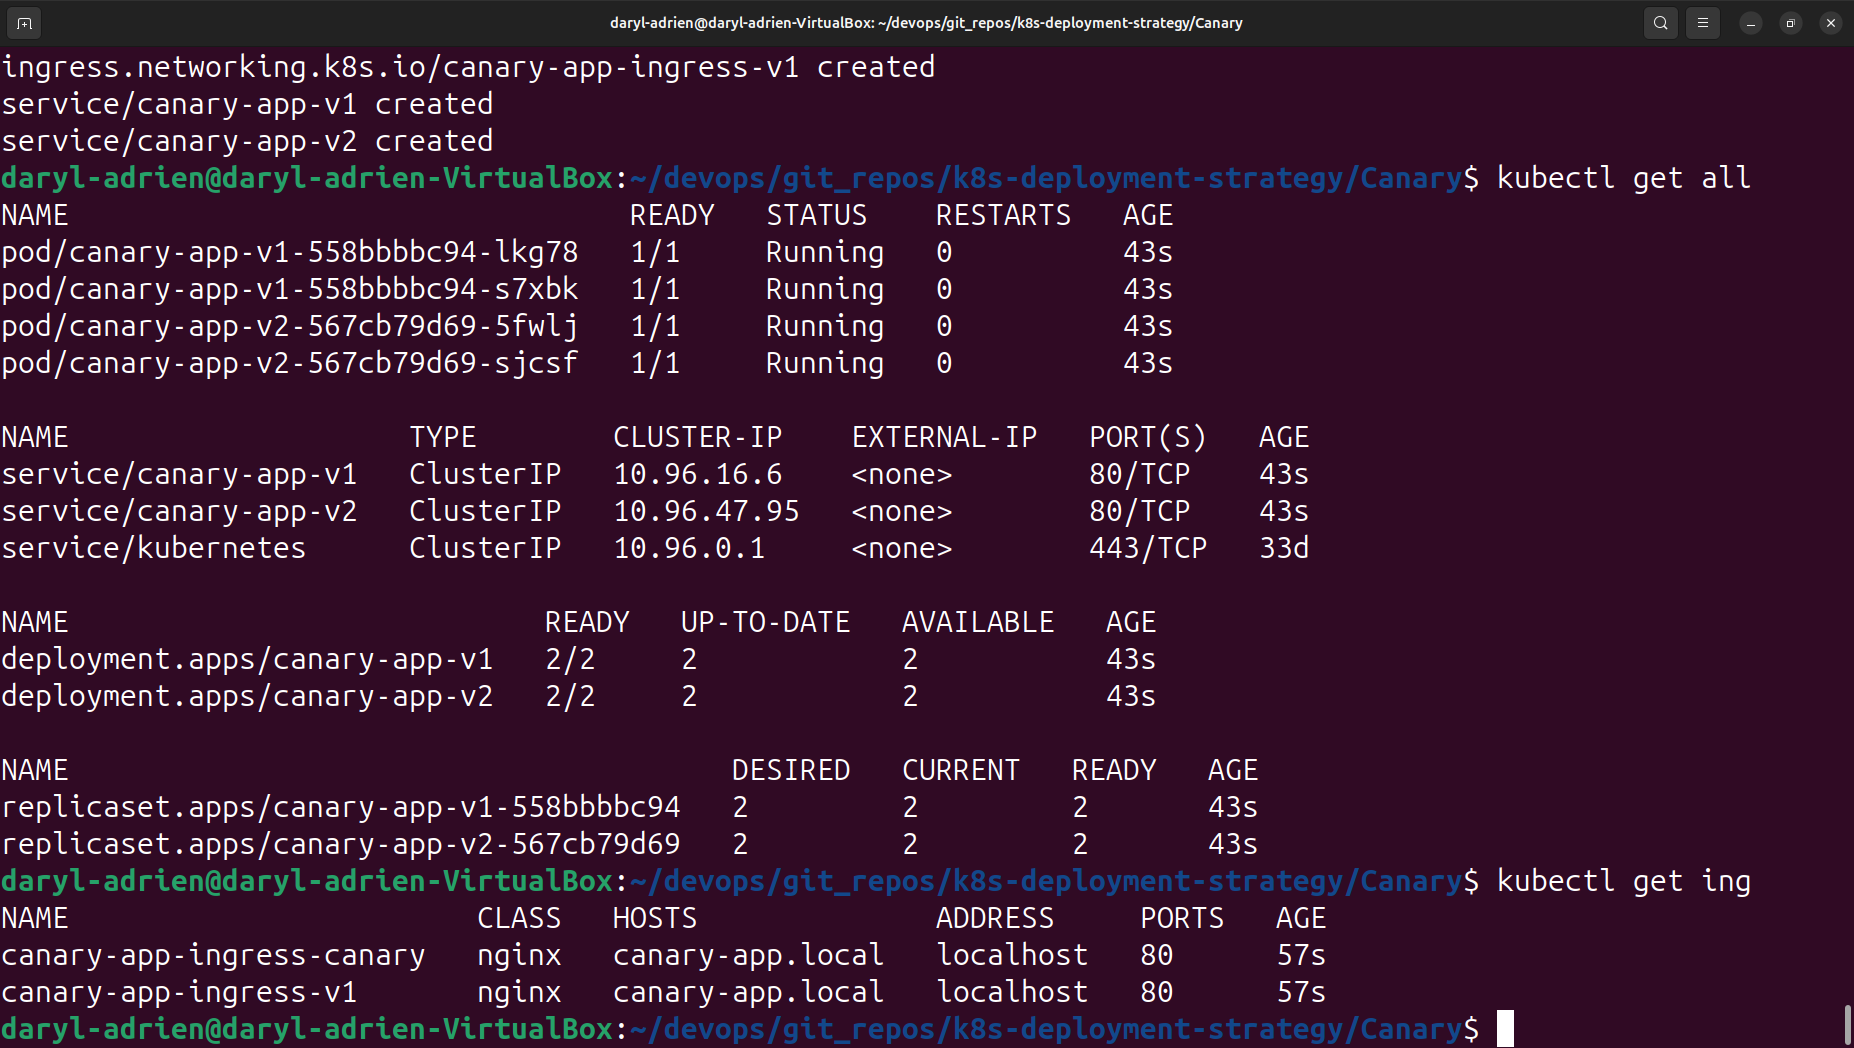 daryl-adrien@daryl-adrien-VirtualBox: ~/devops/git_repos/k8s-deployment-strategy/Canary
ingress.networking.k8s.io/canary-app-ingress-v1 created
service/canary-app-v1 created
service/canary-app-v2 created
daryl-adrien@daryl-adrien-VirtualBox:~/devops/git_repos/k8s-deployment-strategy/Canary$ kubectl get all
NAME READY STATUS RESTARTS AGE
pod/canary-app-v1-558bbbbc94-lkg78 1/1 Running 0 43s
pod/canary-app-v1-558bbbbc94-s7xbk 1/1 Running 0 43s
pod/canary-app-v2-567cb79d69-5fwlj 1/1 Running 0 43s
pod/canary-app-v2-567cb79d69-sjcsf 1/1 Running 0 43s
NAME TYPE CLUSTER-IP EXTERNAL-IP PORT(S) AGE
service/canary-app-v1 ClusterIP 10.96.16.6 <none> 80/TCP 43s
service/canary-app-v2 ClusterIP 10.96.47.95 <none> 80/TCP 43s
service/kubernetes ClusterIP 10.96.0.1 <none> 443/TCP 33d
NAME READY UP-TO-DATE AVAILABLE AGE
deployment.apps/canary-app-v1 2/2 2 2 43s
deployment.apps/canary-app-v2 2/2 2 2 43s
NAME DESIRED CURRENT READY AGE
replicaset.apps/canary-app-v1-558bbbbc94 2 2 2 43s
replicaset.apps/canary-app-v2-567cb79d69 2 2 2 43s
daryl-adrien@daryl-adrien-VirtualBox:~/devops/git_repos/k8s-deployment-strategy/Canary$ kubectl get ing
NAME CLASS HOSTS ADDRESS PORTS AGE
canary-app-ingress-canary nginx canary-app.local localhost 80 57s
canary-app-ingress-v1 nginx canary-app.local localhost 80 57s
daryl-adrien@daryl-adrien-VirtualBox:~/devops/git_repos/k8s-deployment-strategy/Canary$